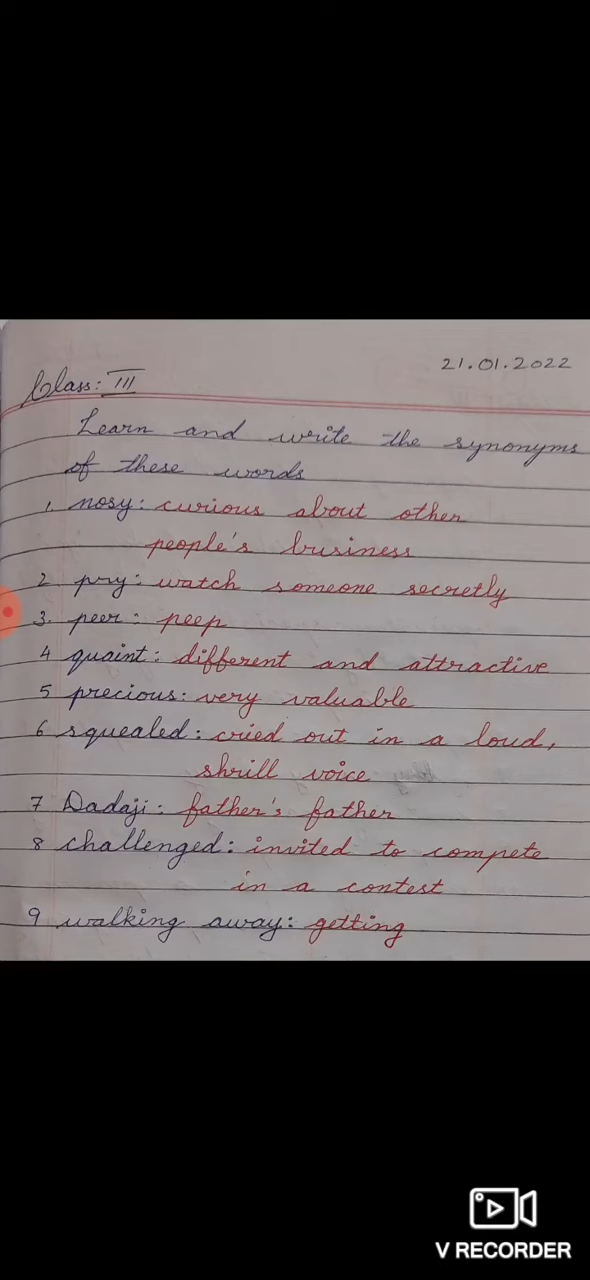 21.01.2022
Class: III
Learn and write the synonyms
of these words
1. nosy: curious about other
people's business
2 pry: watch someone secretly
3. peer: peep
4 quaint: different and attractive
5 precious: very valuable
6 squealed: cried out in a loud,
shrill voice
7 Dadaji: father's father
8 challenged: invited to compete
in a contest
9 walking away: getting
V RECORDER